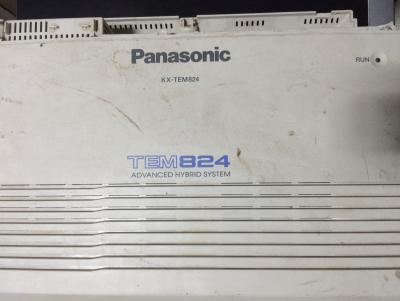 Panasonic
RUN
KX-TEM824
TEM824
ADVANCED HYBRID SYSTEM